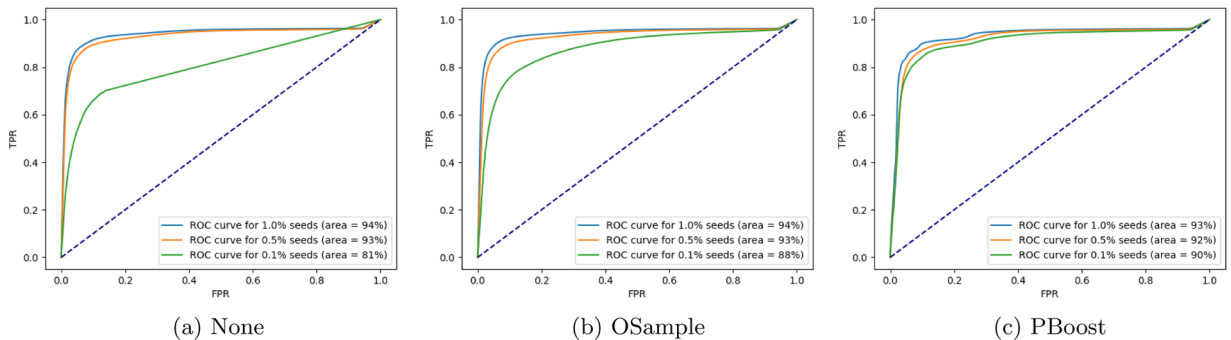 1.0
0.8
0.6
0.4
0.2
0.0
TPR
0.0 0.2 0.4 0.6 0.8 1.0
FPR
ROC curve for 1.0% seeds (area = 94%)
ROC curve for 0.5% seeds (area = 93%)
ROC curve for 0.1% seeds (area = 81%)
(a) None
1.0
0.8
0.6
0.4
0.2
0.0
TPR
0.0 0.2 0.4 0.6 0.8 1.0
FPR
ROC curve for 1.0% seeds (area = 94%)
ROC curve for 0.5% seeds (area = 93%)
ROC curve for 0.1% seeds (area = 88%)
(b) OSample
1.0
0.8
0.6
0.4
0.2
0.0
TPR
0.0 0.2 0.4 0.6 0.8 1.0
FPR
ROC curve for 1.0% seeds (area = 93%)
ROC curve for 0.5% seeds (area = 92%)
ROC curve for 0.1% seeds (area = 90%)
(c) PBoost